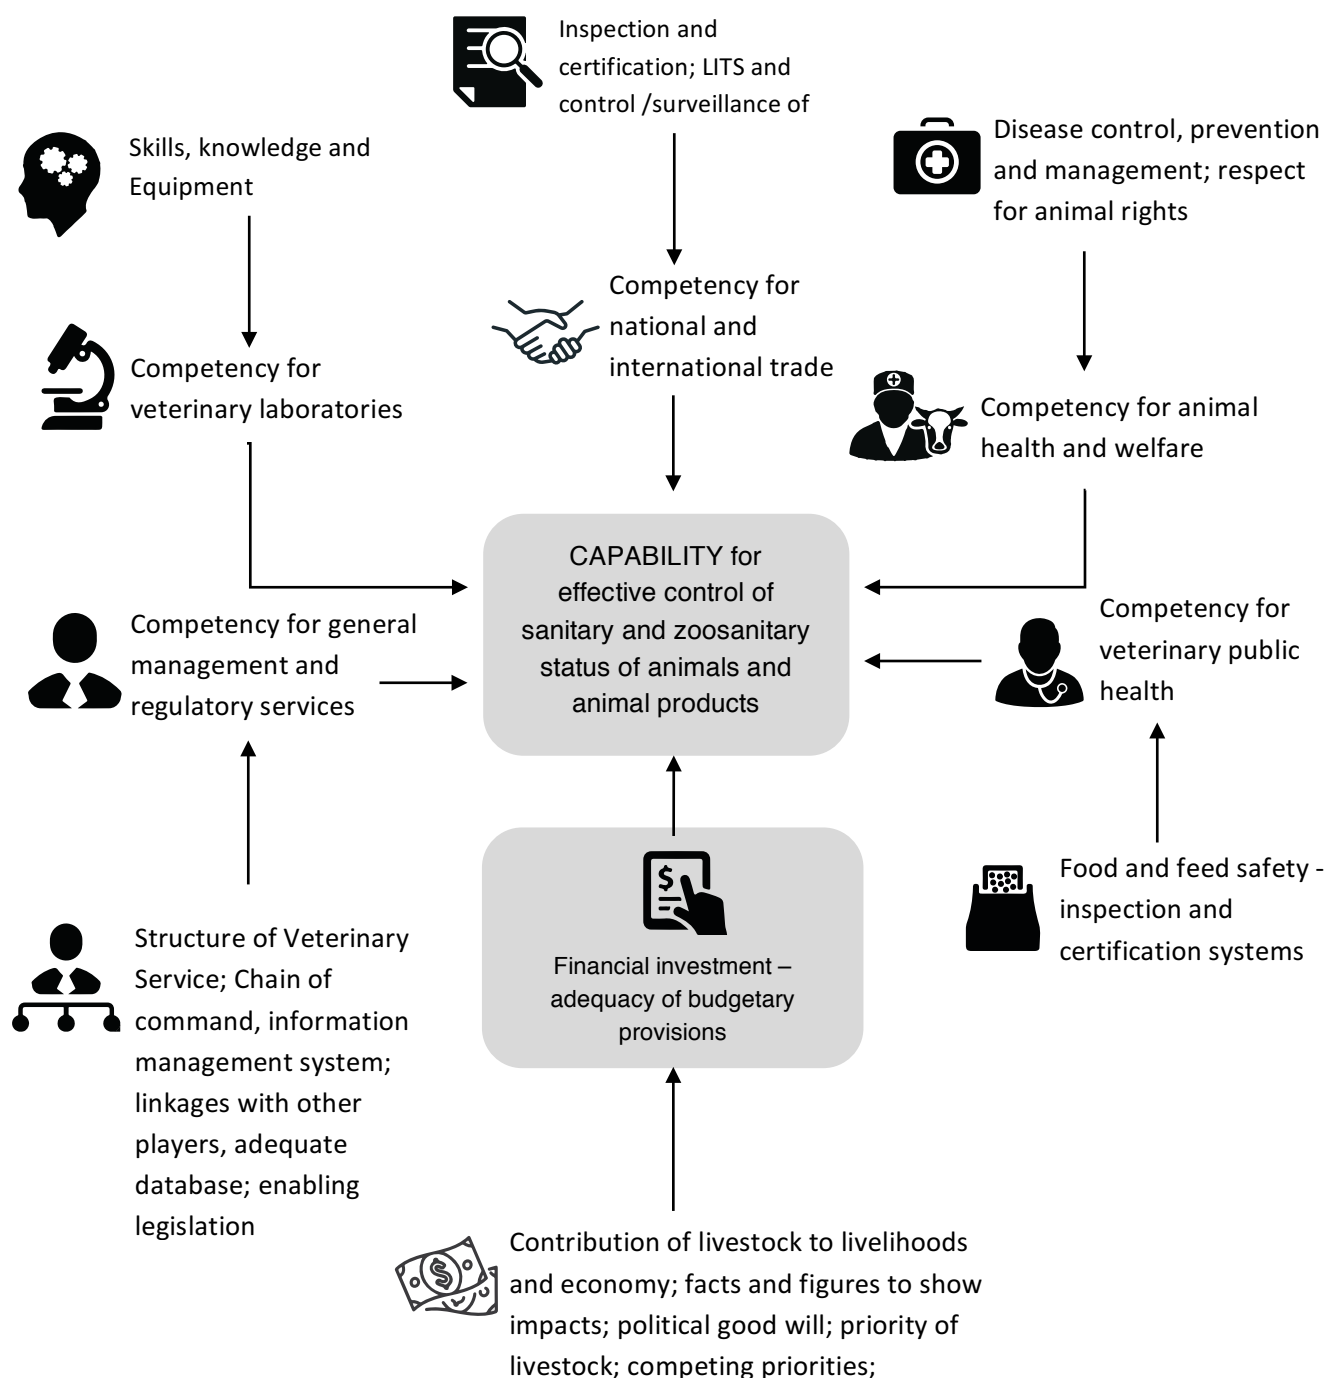 Inspection and
certification; LITS and
control /surveillance of
Skills, knowledge and
Equipment
Disease control, prevention
and management; respect
for animal rights
Competency for
national and
international trade
Competency for
veterinary laboratories
Competency for animal
health and welfare
CAPABILITY for
effective control of
sanitary and zoosanitary
status of animals and
animal products
Competency for general
management and
regulatory services
Competency for
veterinary public
health
$
Financial investment –
adequacy of budgetary
provisions
Food and feed safety -
inspection and
certification systems
Structure of Veterinary
Service; Chain of
command, information
management system;
linkages with other
players, adequate
database; enabling
legislation
$
Contribution of livestock to livelihoods
and economy; facts and figures to show
impacts; political good will; priority of
livestock; competing priorities;